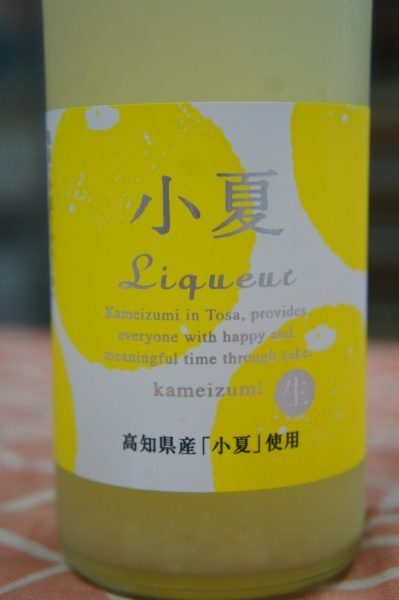 小夏
Liqueur
Kameizumi in Tosa, provides
everyone with happy and
meaningful time through sake.
kameizumi 生
高知県産「小夏」使用